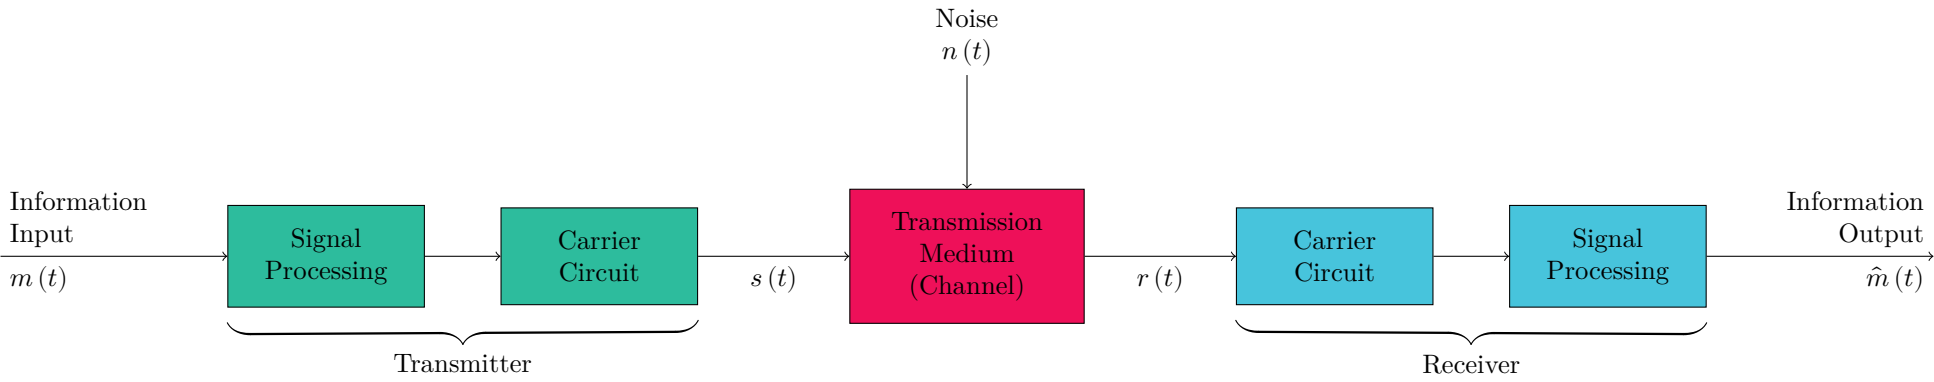 Noise
n (t)
Information
Input
m (t)
Signal
Processing
Carrier
Circuit
s (t)
Transmission
Medium
(Channel)
r (t)
Carrier
Circuit
Signal
Processing
Information
Output
m̂ (t)
Transmitter
Receiver